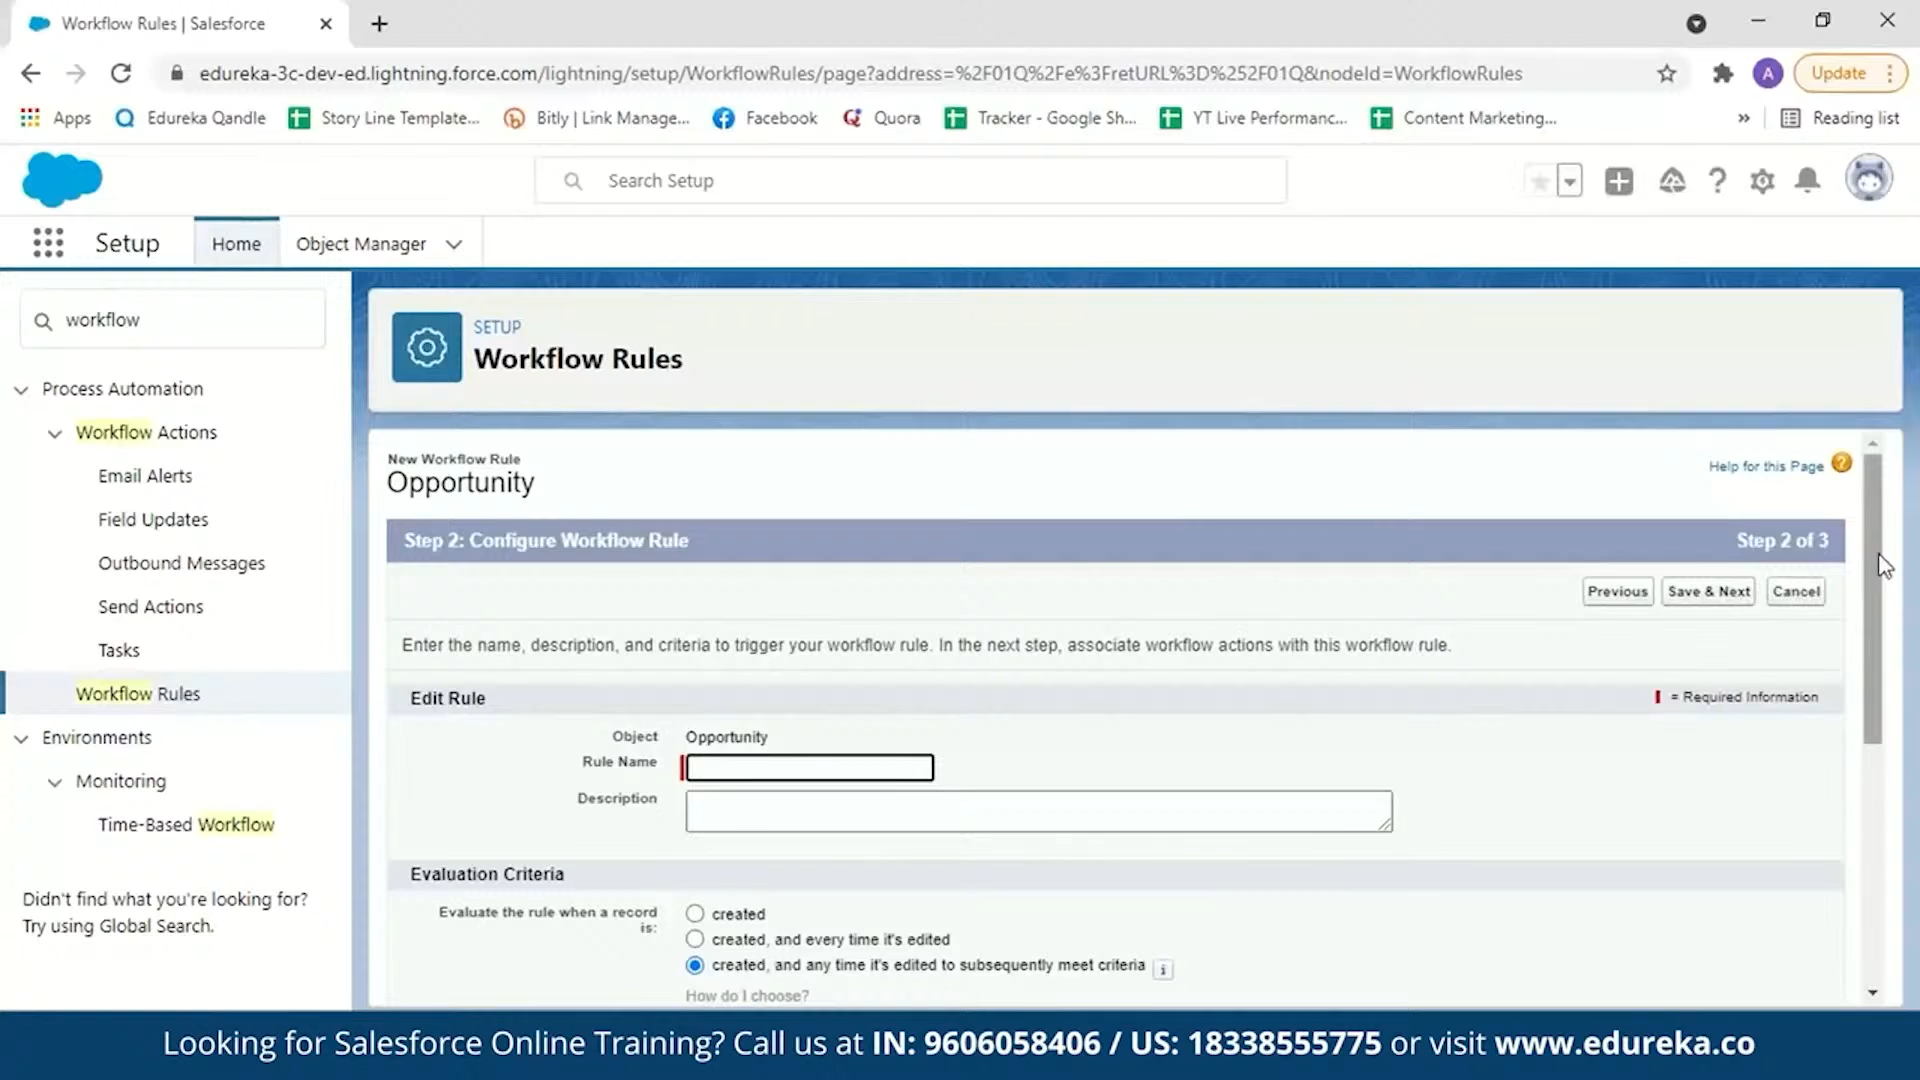 Workflow Rules | Salesforce
edureka-3c-dev-ed.lightning.force.com/lightning/setup/WorkflowRules/page?address=%2F01Q%2Fe%3FretURL%3D%252F01Q&nodeId=WorkflowRules
A
Update
Apps
Edureka Qandle
Story Line Template...
Bitly | Link Manage...
Facebook
Quora
Tracker - Google Sh...
YT Live Performanc...
Content Marketing...
»
Reading list
Search Setup
Setup
Home
Object Manager
workflow
Process Automation
Workflow Actions
Email Alerts
Field Updates
Outbound Messages
Send Actions
Tasks
Workflow Rules
Environments
Monitoring
Time-Based Workflow
Didn't find what you're looking for?
Try using Global Search.
SETUP
Workflow Rules
New Workflow Rule
Opportunity
Help for this Page
Step 2: Configure Workflow Rule
Step 2 of 3
Previous
Save & Next
Cancel
Enter the name, description, and criteria to trigger your workflow rule. In the next step, associate workflow actions with this workflow rule.
Edit Rule
= Required Information
Object
Opportunity
Rule Name
Description
Evaluation Criteria
Evaluate the rule when a record
is:
created
created, and every time it's edited
created, and any time it's edited to subsequently meet criteria
i
How do I choose?
Looking for Salesforce Online Training? Call us at IN: 9606058406 / US: 18338555775 or visit www.edureka.co